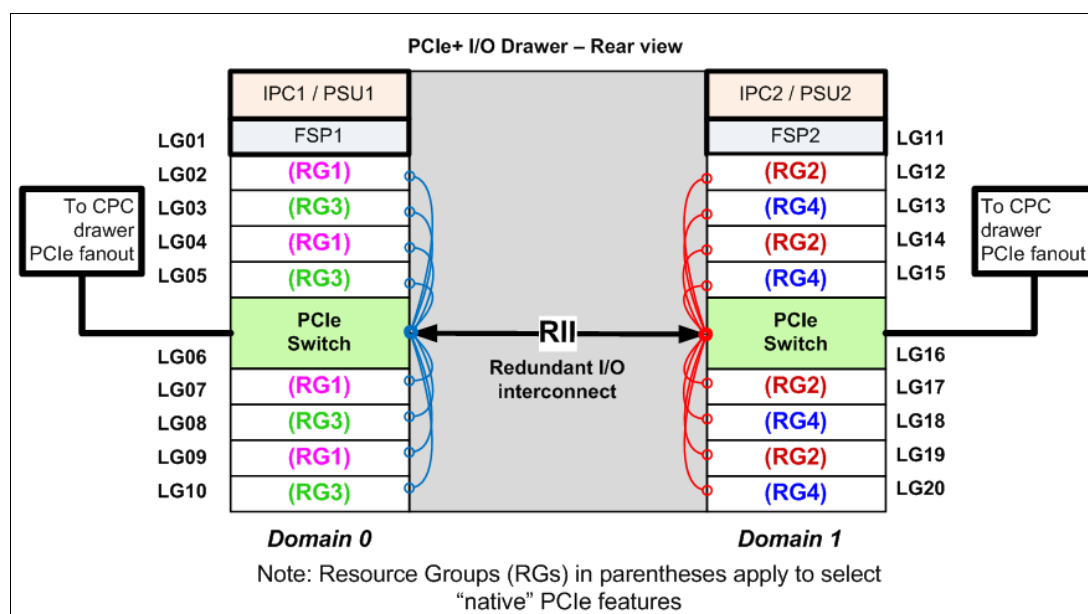 PCIe+ I/O Drawer – Rear view
IPC1 / PSU1
IPC2 / PSU2
LG01
FSP1
FSP2
LG11
LG02
(RG1)
(RG2)
LG12
To CPC
drawer
PCIe fanout
LG03
(RG3)
(RG4)
LG13
To CPC
drawer
PCIe fanout
LG04
(RG1)
(RG2)
LG14
LG05
(RG3)
(RG4)
LG15
PCIe
Switch
RII
Redundant I/O
interconnect
PCIe
Switch
LG06
LG16
LG07
(RG1)
(RG2)
LG17
LG08
(RG3)
(RG4)
LG18
LG09
(RG1)
(RG2)
LG19
LG10
(RG3)
(RG4)
LG20
Domain 0
Domain 1
Note: Resource Groups (RGs) in parentheses apply to select
“native” PCIe features